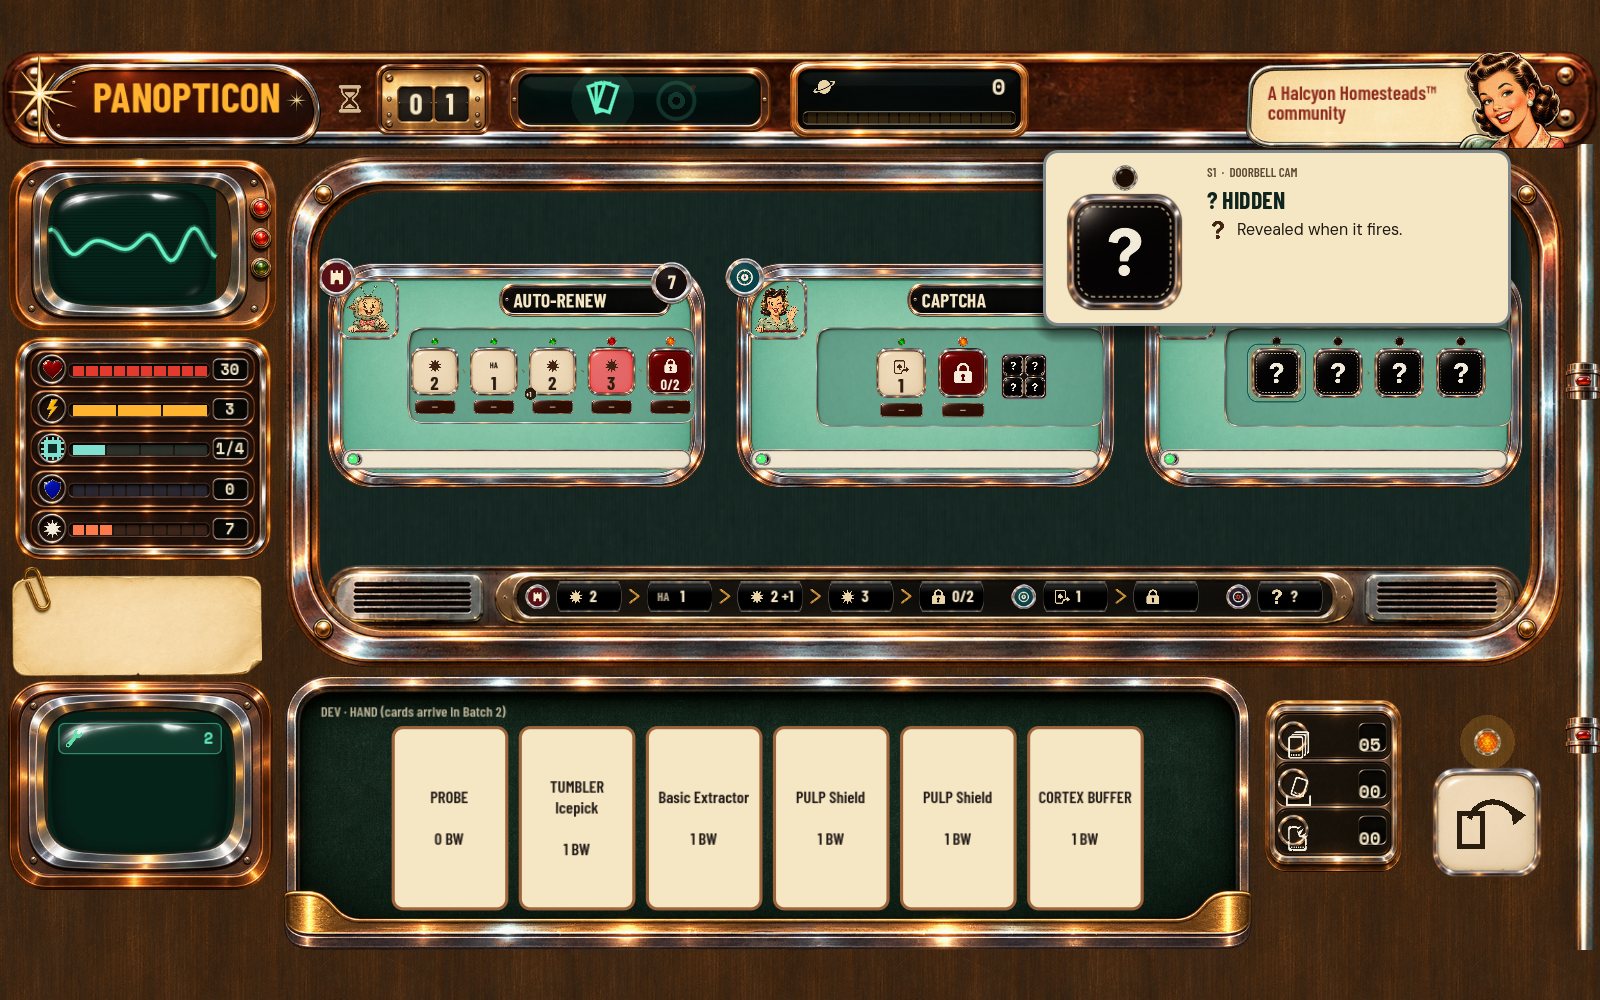 PANOPTICON
01
0
A Halcyon Homesteads™
community
S1 · DOORBELL CAM
? HIDDEN
? Revealed when it fires.
?
30
3
1/4
0
7
AUTO-RENEW
7
2
HA
1
2
+1
3
0/2
–
–
–
–
–
CAPTCHA
1
– –
? ?
? ?
? ? ? ?
2 > HA 1 > 2 +1 > 3 > 0/2
1 >
? ?
2
DEV · HAND (cards arrive in Batch 2)
PROBE
0 BW
TUMBLER
Icepick
1 BW
Basic Extractor
1 BW
PULP Shield
1 BW
PULP Shield
1 BW
CORTEX BUFFER
1 BW
05
00
00